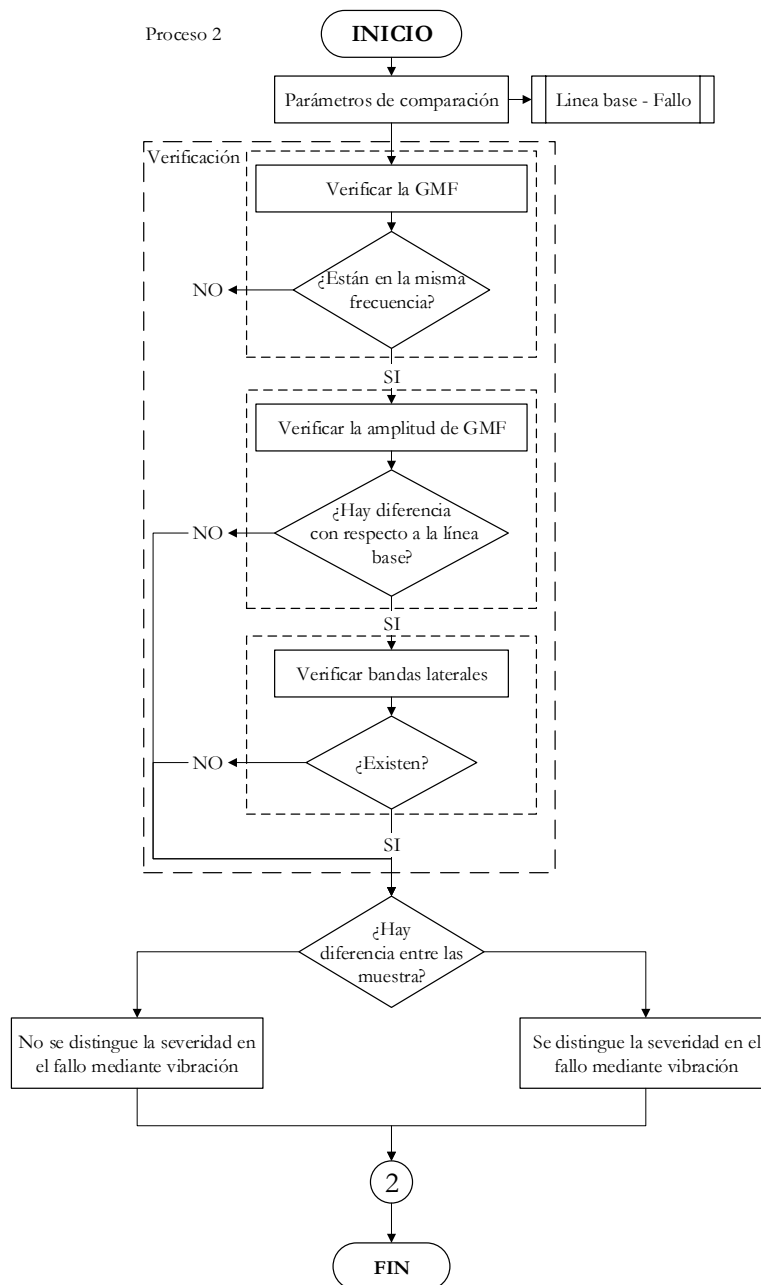 Proceso 2
INICIO
Parámetros de comparación
Linea base - Fallo
Verificación
Verificar la GMF
¿Están en la misma
frecuencia?
NO
SI
Verificar la amplitud de GMF
¿Hay diferencia
con respecto a la línea
base?
NO
SI
Verificar bandas laterales
¿Existen?
NO
SI
¿Hay
diferencia entre las
muestra?
No se distingue la severidad en
el fallo mediante vibración
Se distingue la severidad en el
fallo mediante vibración
2
FIN